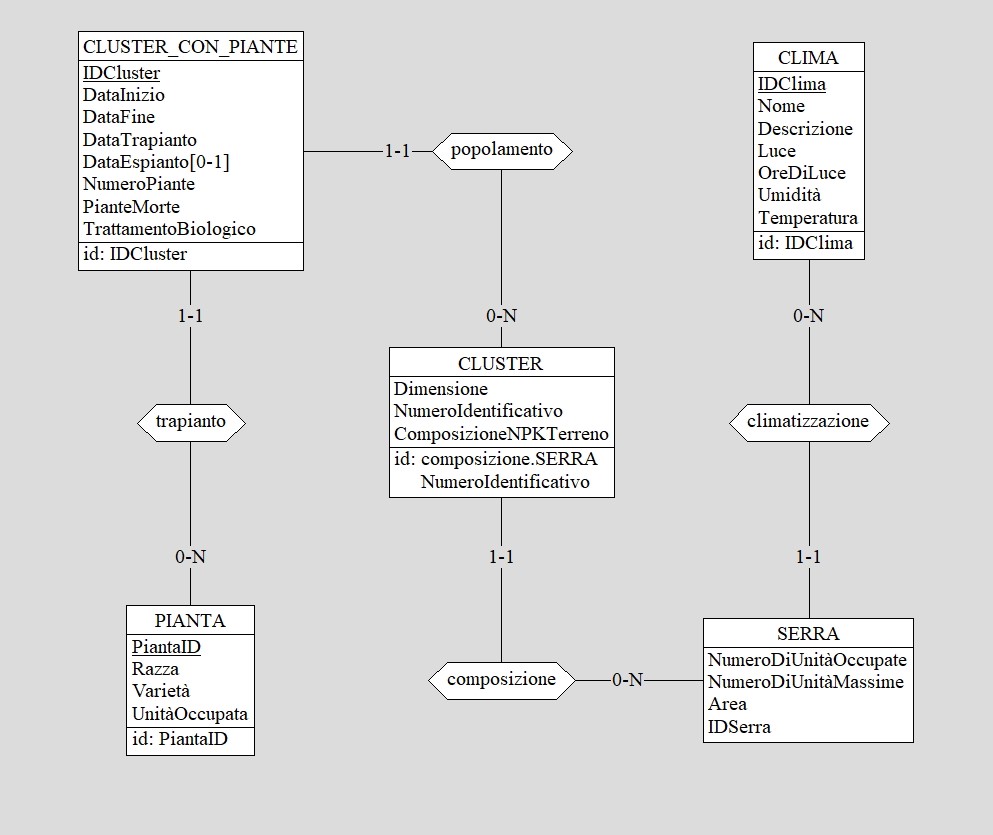 CLUSTER_CON_PIANTE
IDCluster
DataInizio
DataFine
DataTrapianto
DataEspianto[0-1]
NumeroPiante
PianteMorte
TrattamentoBiologico
id: IDCluster
1-1
popolamento
CLIMA
IDClima
Nome
Descrizione
Luce
OreDiLuce
Umidità
Temperatura
id: IDClima
1-1
0-N
0-N
CLUSTER
Dimensione
NumeroIdentificativo
ComposizioneNPKTerreno
id: composizione.SERRA
NumeroIdentificativo
trapianto
climatizzazione
0-N
1-1
1-1
PIANTA
PiantaID
Razza
Varietà
UnitàOccupata
id: PiantaID
composizione
0-N
SERRA
NumeroDiUnitàOccupate
NumeroDiUnitàMassime
Area
IDSerra